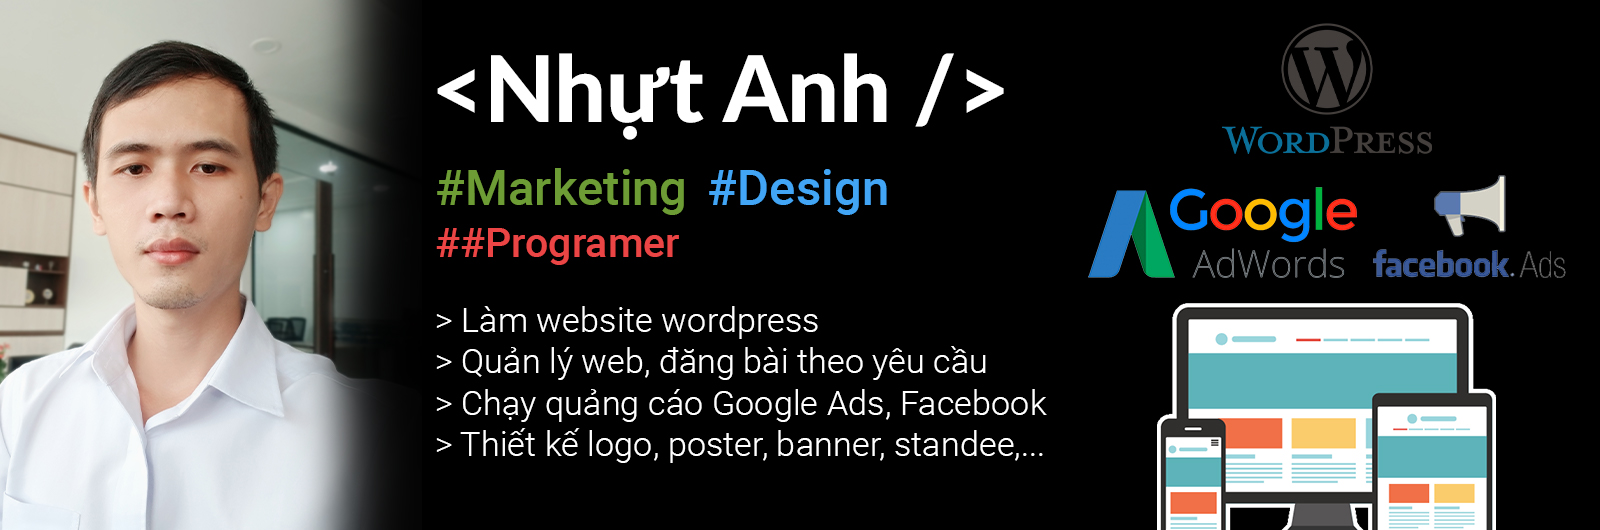 <Nhựt Anh />
#Marketing #Design
##Programer
> Làm website wordpress
> Quản lý web, đăng bài theo yêu cầu
> Chạy quảng cáo Google Ads, Facebook
> Thiết kế logo, poster, banner, standee,...
W
WORDPRESS
Google
AdWords
facebook.Ads